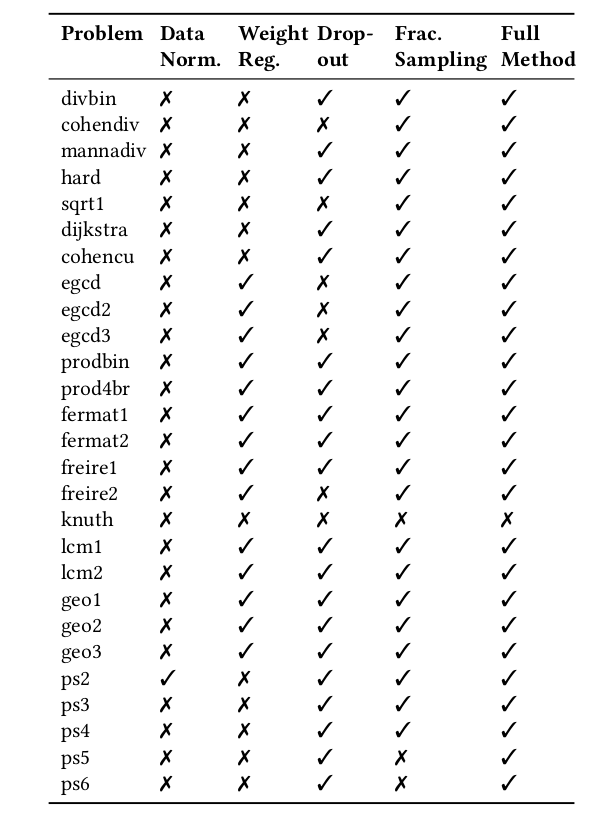 Problem Data Weight Drop- Frac. Full
Norm. Reg. out Sampling Method
divbin ✗ ✗ ✓ ✓ ✓
cohendiv ✗ ✗ ✗ ✓ ✓
mannadiv ✗ ✗ ✓ ✓ ✓
hard ✗ ✗ ✓ ✓ ✓
sqrt1 ✗ ✗ ✗ ✓ ✓
dijkstra ✗ ✗ ✓ ✓ ✓
cohencu ✗ ✗ ✓ ✓ ✓
egcd ✗ ✓ ✗ ✓ ✓
egcd2 ✗ ✓ ✗ ✓ ✓
egcd3 ✗ ✓ ✗ ✓ ✓
prodbin ✗ ✓ ✓ ✓ ✓
prod4br ✗ ✓ ✓ ✓ ✓
fermat1 ✗ ✓ ✓ ✓ ✓
fermat2 ✗ ✓ ✓ ✓ ✓
freire1 ✗ ✓ ✓ ✓ ✓
freire2 ✗ ✓ ✗ ✓ ✓
knuth ✗ ✗ ✗ ✗ ✗
lcm1 ✗ ✓ ✓ ✓ ✓
lcm2 ✗ ✓ ✓ ✓ ✓
geo1 ✗ ✓ ✓ ✓ ✓
geo2 ✗ ✓ ✓ ✓ ✓
geo3 ✗ ✓ ✓ ✓ ✓
ps2 ✓ ✗ ✓ ✓ ✓
ps3 ✗ ✗ ✓ ✓ ✓
ps4 ✗ ✗ ✓ ✓ ✓
ps5 ✗ ✗ ✓ ✗ ✓
ps6 ✗ ✗ ✓ ✗ ✓